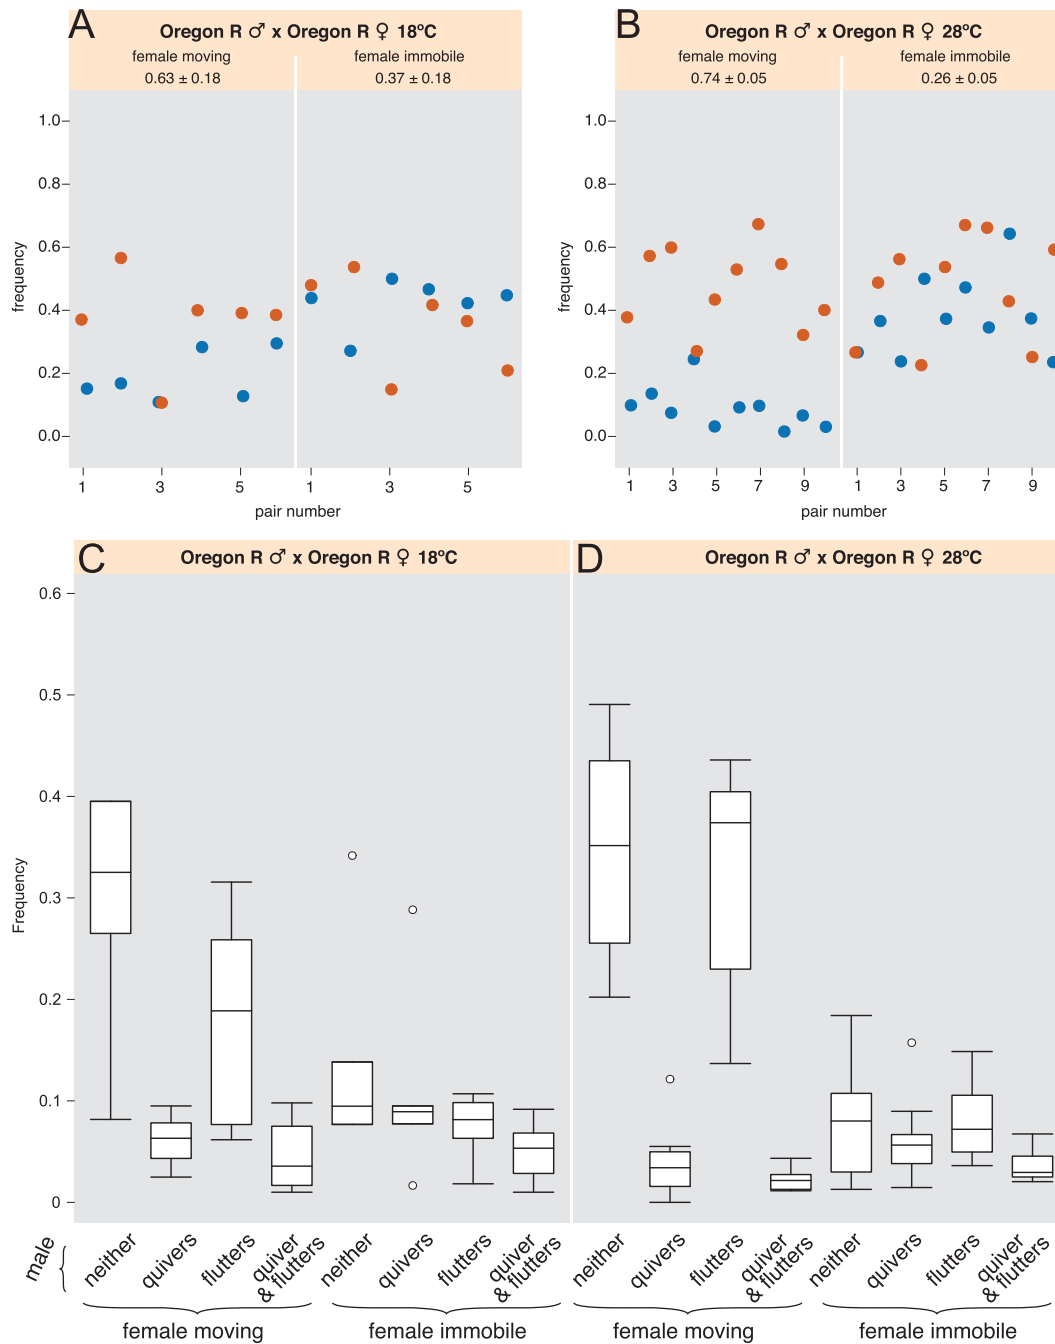 A
Oregon R ♂ x Oregon R ♀ 18ºC
female moving
0.63 ± 0.18
female immobile
0.37 ± 0.18
frequency
1.0
0.8
0.6
0.4
0.2
0.0
1 3 5 1 3 5
pair number
B
Oregon R ♂ x Oregon R ♀ 28ºC
female moving
0.74 ± 0.05
female immobile
0.26 ± 0.05
frequency
1.0
0.8
0.6
0.4
0.2
0.0
1 3 5 7 9 1 3 5 7 9
pair number
C
Oregon R ♂ x Oregon R ♀ 18ºC
D
Oregon R ♂ x Oregon R ♀ 28ºC
Frequency
0.6
0.5
0.4
0.3
0.2
0.1
0
male
neither
quivers
flutters
quiver
& flutters
neither
quivers
flutters
quiver
& flutters
neither
quivers
flutters
quiver
& flutters
neither
quivers
flutters
quiver
& flutters
female moving
female immobile
female moving
female immobile